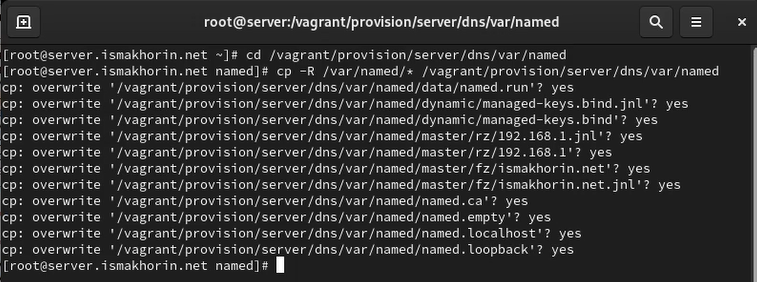 root@server:/vagrant/provision/server/dns/var/named
[root@server.ismakhorin.net ~]# cd /vagrant/provision/server/dns/var/named
[root@server.ismakhorin.net named]# cp -R /var/named/* /vagrant/provision/server/dns/var/named
cp: overwrite '/vagrant/provision/server/dns/var/named/data/named.run'? yes
cp: overwrite '/vagrant/provision/server/dns/var/named/dynamic/managed-keys.bind.jnl'? yes
cp: overwrite '/vagrant/provision/server/dns/var/named/dynamic/managed-keys.bind'? yes
cp: overwrite '/vagrant/provision/server/dns/var/named/master/rz/192.168.1.jnl'? yes
cp: overwrite '/vagrant/provision/server/dns/var/named/master/rz/192.168.1'? yes
cp: overwrite '/vagrant/provision/server/dns/var/named/master/fz/ismakhorin.net'? yes
cp: overwrite '/vagrant/provision/server/dns/var/named/master/fz/ismakhorin.net.jnl'? yes
cp: overwrite '/vagrant/provision/server/dns/var/named/named.ca'? yes
cp: overwrite '/vagrant/provision/server/dns/var/named/named.empty'? yes
cp: overwrite '/vagrant/provision/server/dns/var/named/named.localhost'? yes
cp: overwrite '/vagrant/provision/server/dns/var/named/named.loopback'? yes
[root@server.ismakhorin.net named]#